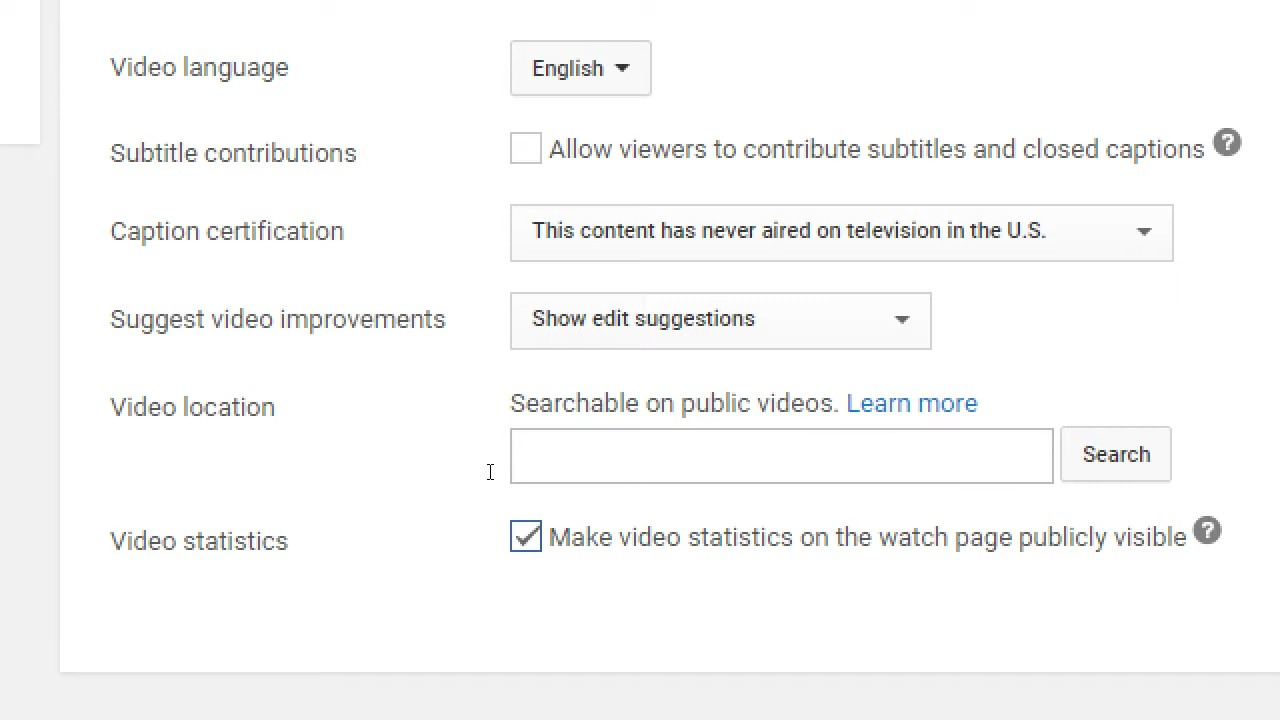 Video language
English
Subtitle contributions
Allow viewers to contribute subtitles and closed captions ?
Caption certification
This content has never aired on television in the U.S.
Suggest video improvements
Show edit suggestions
Video location
Searchable on public videos. Learn more
Search
Video statistics
Make video statistics on the watch page publicly visible ?